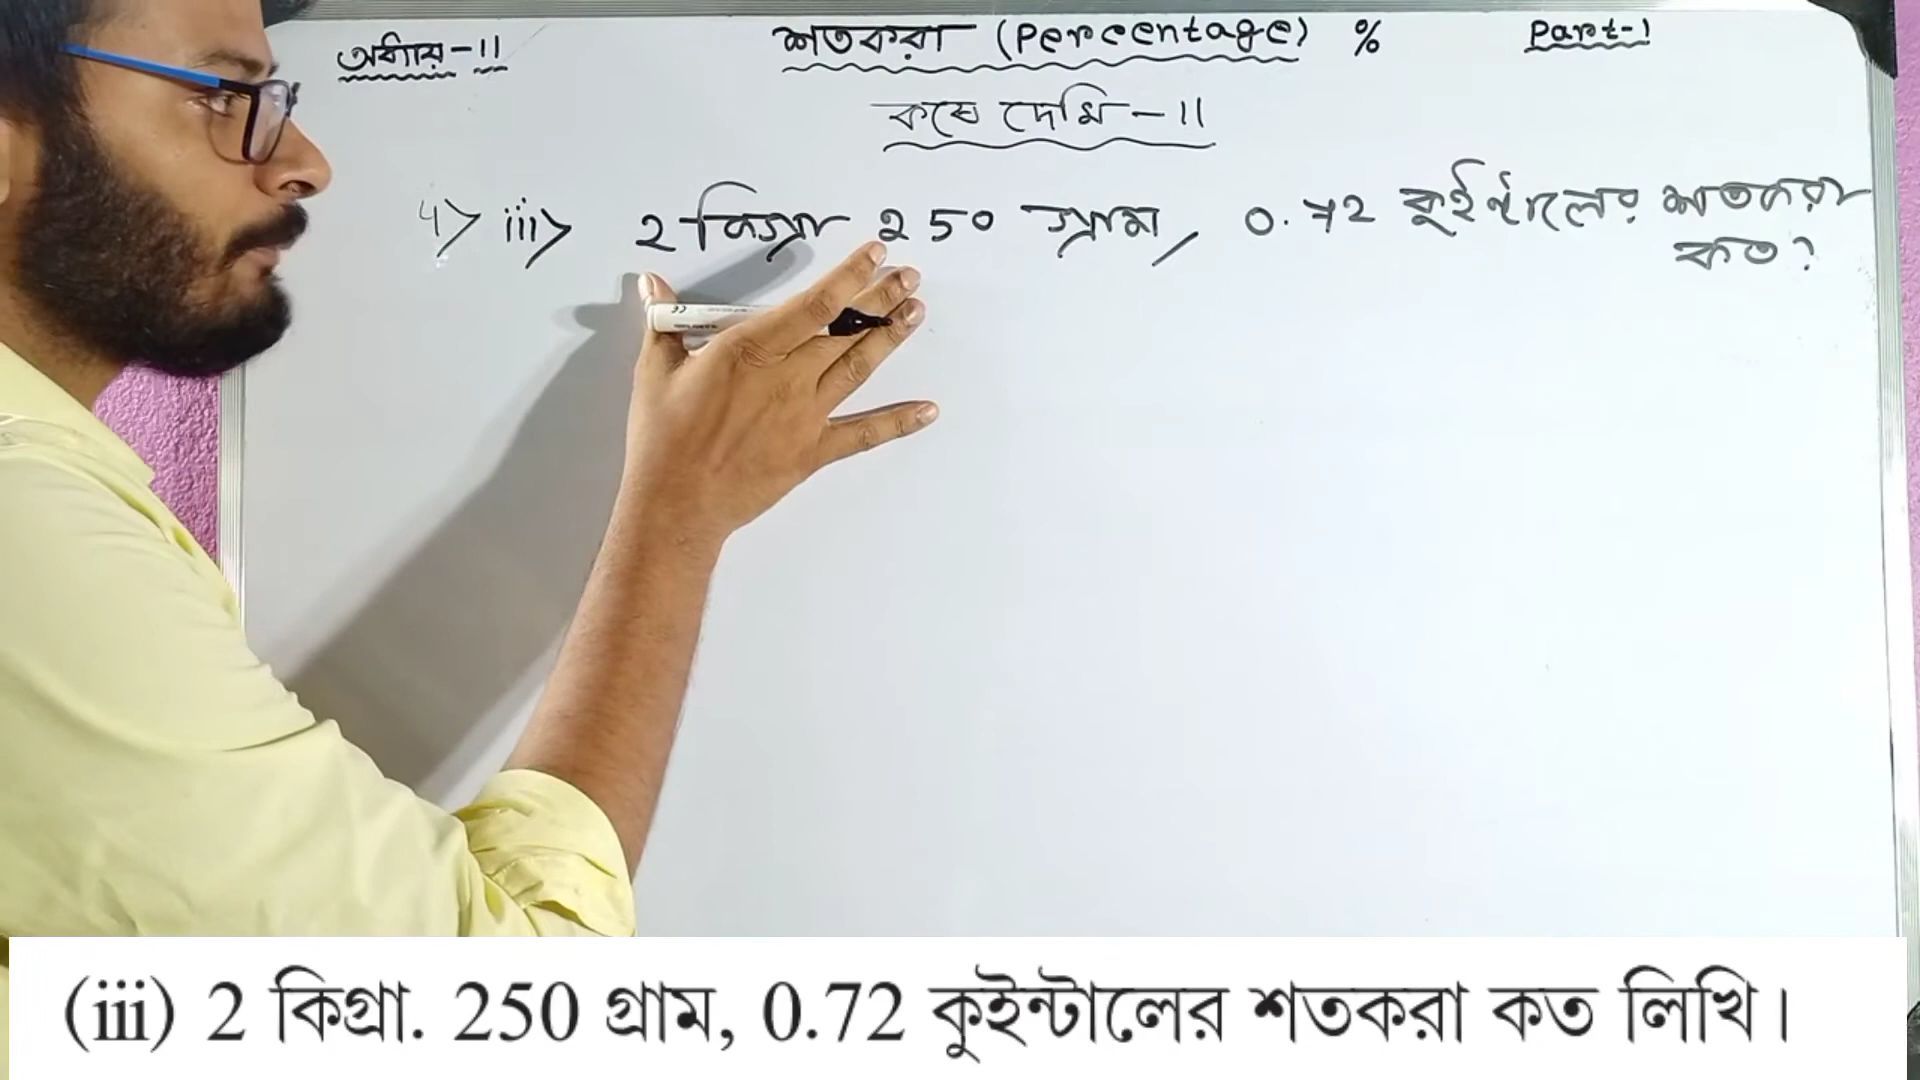 অধ্যায় - 11
শতকরা (Percentage) %
Part-1
কষে দেখি - 11
4> iii> 2 কিগ্রা 250 গ্রাম, 0.72 কুইন্টালের শতকরা
কত?
(iii) 2 কিগ্রা. 250 গ্রাম, 0.72 কুইন্টালের শতকরা কত লিখি।